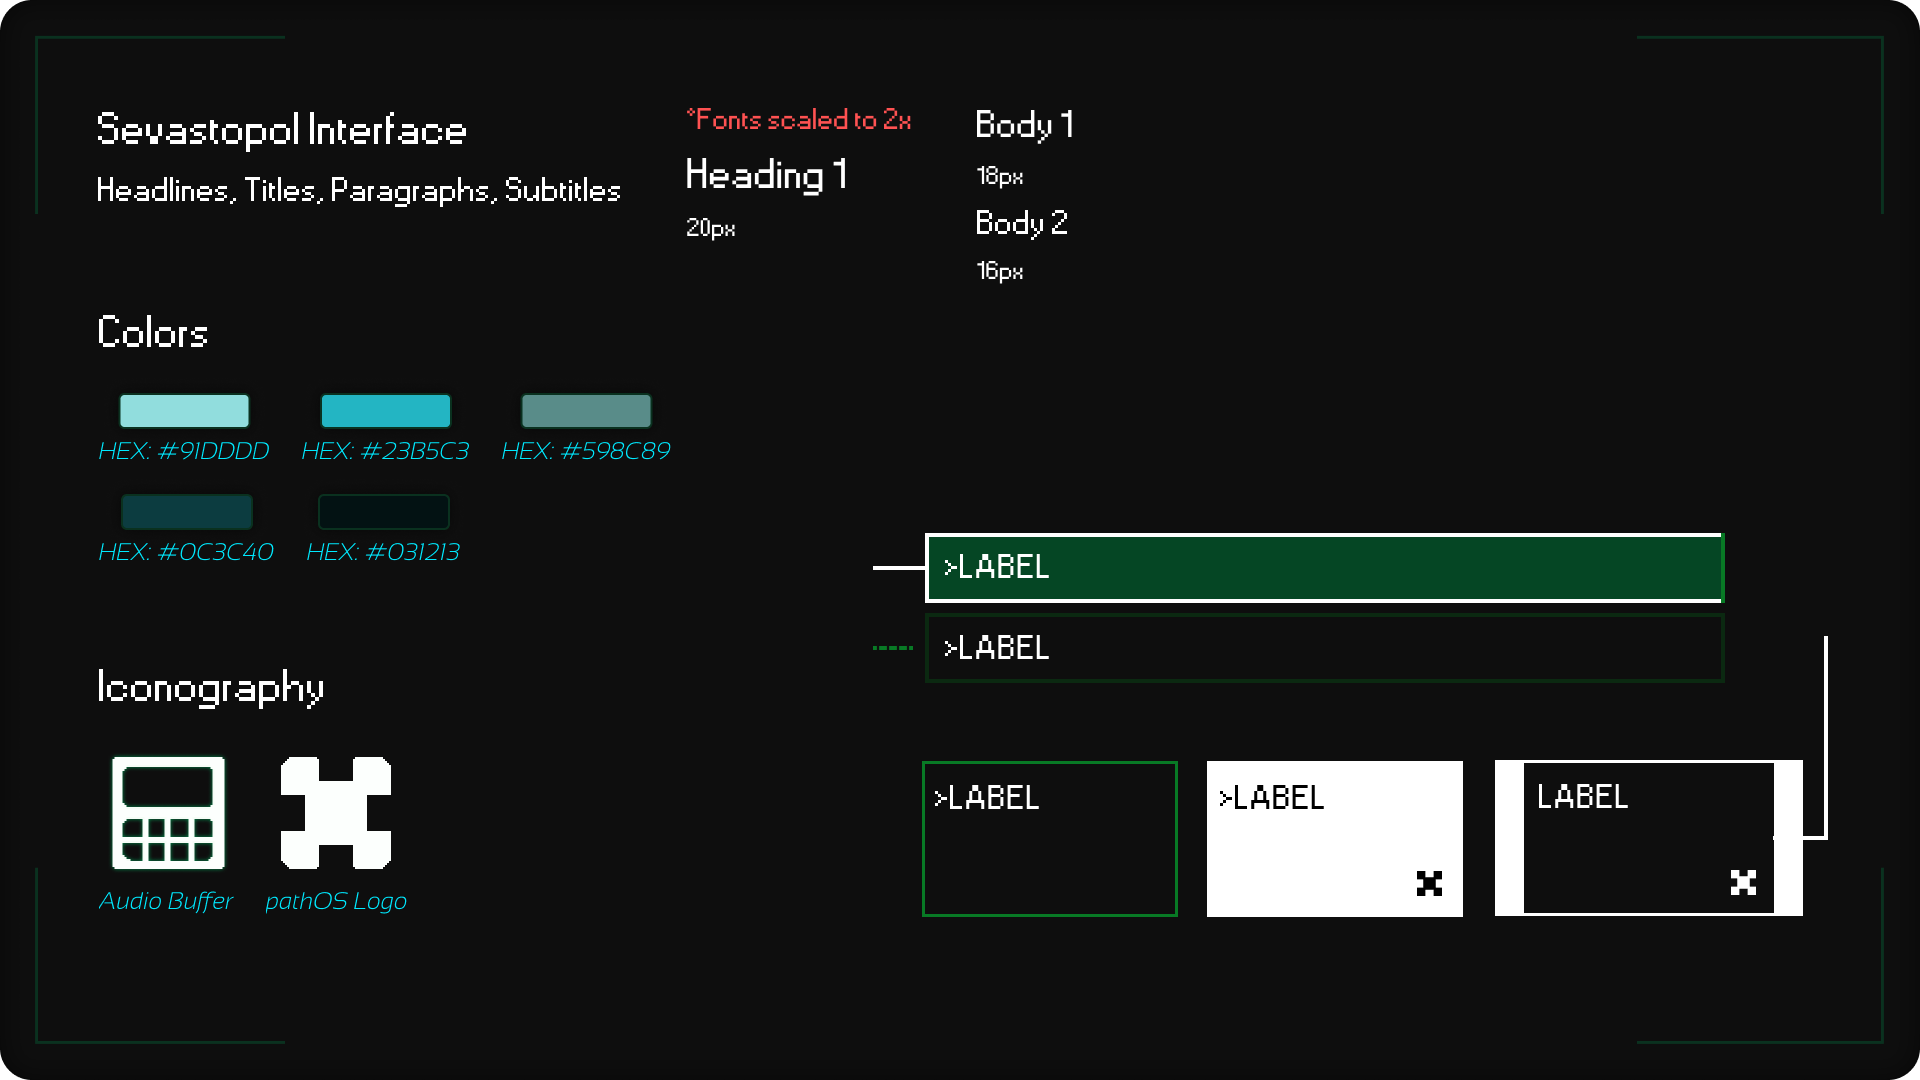 Sevastopol Interface
Headlines, Titles, Paragraphs, Subtitles
*Fonts scaled to 2x
Heading 1
20px
Body 1
18px
Body 2
16px
Colors
HEX: #91DDDD
HEX: #23B5C3
HEX: #598C89
HEX: #0C3C40
HEX: #031213
Iconography
Audio Buffer
pathOS Logo
>LABEL
>LABEL
>LABEL
>LABEL
LABEL